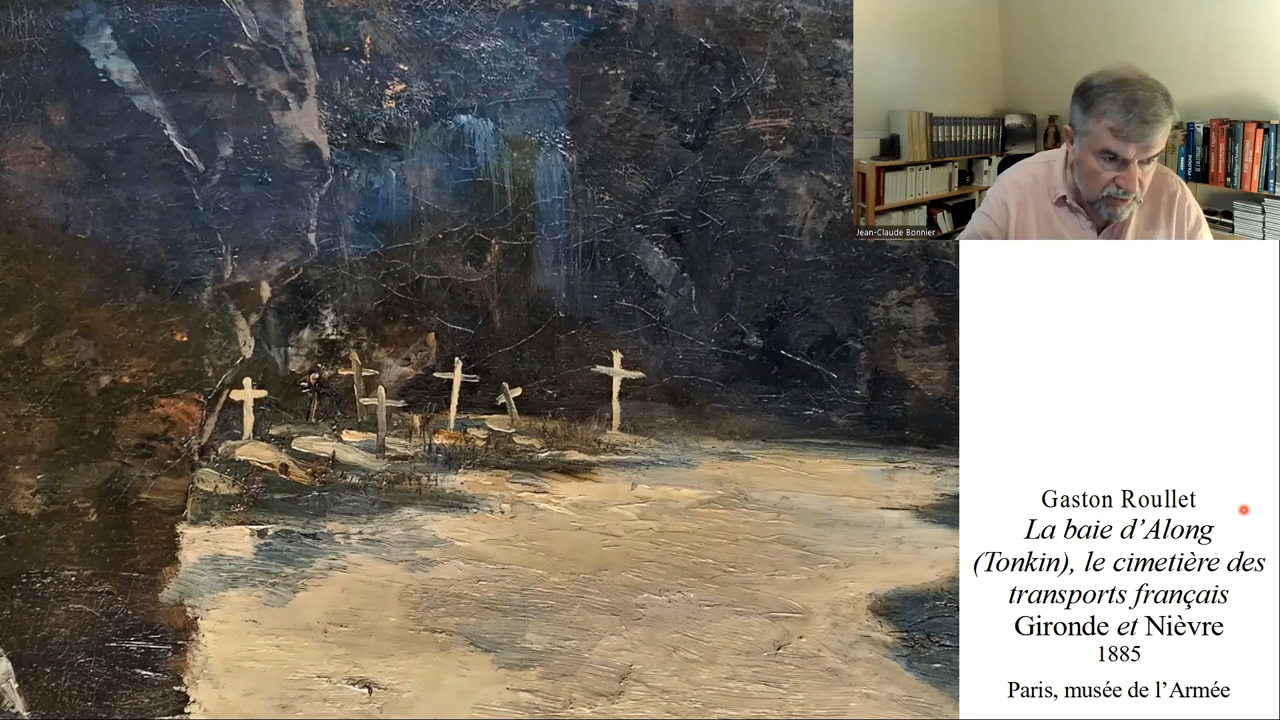 Jean-Claude Bonnier
Gaston Roullet
La baie d’Along
(Tonkin), le cimetière des
transports français
Gironde et Nièvre
1885
Paris, musée de l’Armée